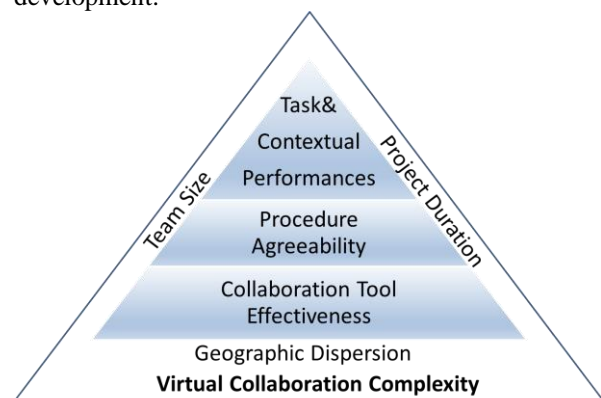 development.
Task&
Contextual
Performances
Team Size
Project Duration
Procedure
Agreeability
Collaboration Tool
Effectiveness
Geographic Dispersion
Virtual Collaboration Complexity